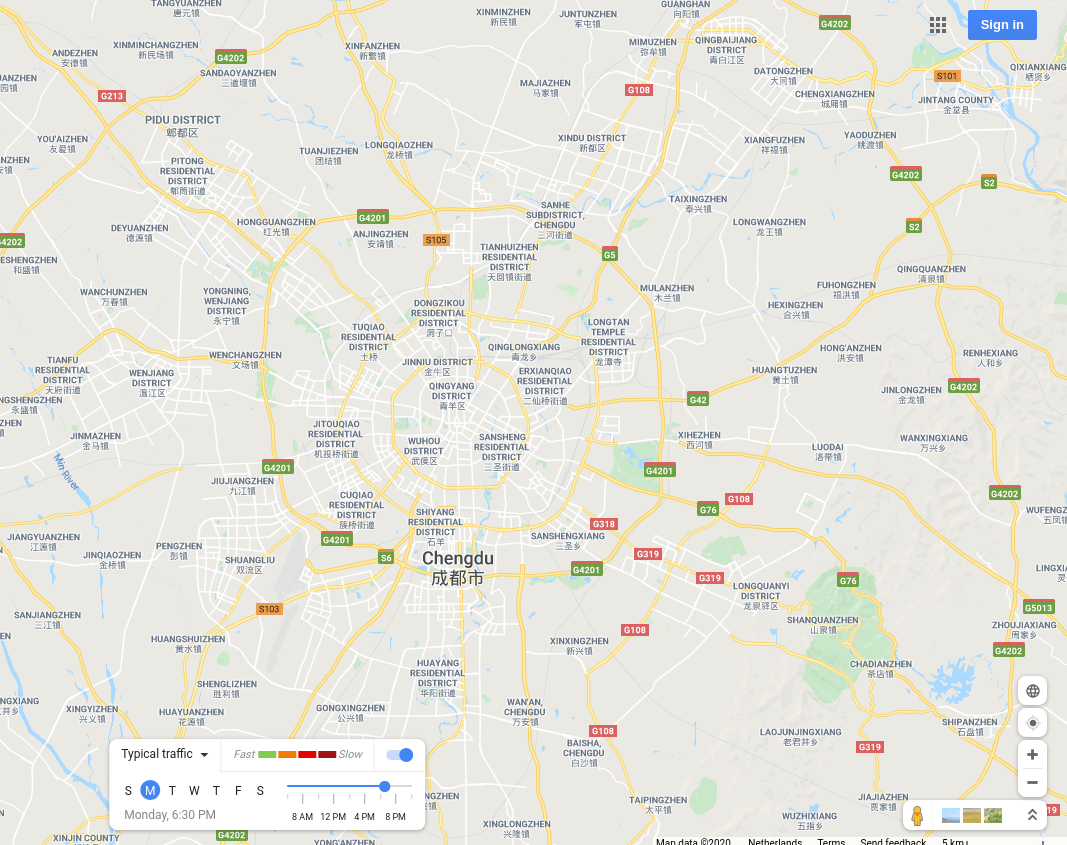 TANGYUANZHEN
唐元镇
XINMINZHEN
新民镇
JUNTUNZHEN
军屯镇
GUANGHAN
向阳镇
G4202
Sign in
ANDEZHEN
安德镇
XINMINCHANGZHEN
新民场镇
G4202
XINFANZHEN
新繁镇
MIMUZHEN
弥牟镇
QINGBAIJIANG
DISTRICT
青白江区
SANDAOYANZHEN
三道堰镇
DATONGZHEN
大同镇
QIXIANXIANG
栖贤乡
S101
G213
MAJIAZHEN
马家镇
G108
CHENGXIANGZHEN
城厢镇
JINTANG COUNTY
金堂县
PIDU DISTRICT
郫都区
YOU'AIZHEN
友爱镇
TUANJIEZHEN
团结镇
LONGQIAOZHEN
龙桥镇
XINDU DISTRICT
新都区
XIANGFUZHEN
祥福镇
YAODUZHEN
姚渡镇
PITONG
RESIDENTIAL
DISTRICT
郫筒街道
G4202
S2
HONGGUANGZHEN
红光镇
G4201
SANHE
SUBDISTRICT,
CHENGDU
三河街道
TAIXINGZHEN
泰兴镇
DEYUANZHEN
德源镇
ANJINGZHEN
安靖镇
S105
LONGWANGZHEN
龙王镇
S2
G4202
TIANHUIZHEN
RESIDENTIAL
DISTRICT
天回镇街道
G5
ESHENGZHEN
和盛镇
QINGQUANZHEN
清泉镇
WANCHUNZHEN
万春镇
YONGNING,
WENJIANG
DISTRICT
永宁镇
MULANZHEN
木兰镇
FUHONGZHEN
福洪镇
DONGZIKOU
RESIDENTIAL
DISTRICT
洞子口
HEXINGZHEN
合兴镇
TUQIAO
RESIDENTIAL
DISTRICT
土桥
LONGTAN
TEMPLE
RESIDENTIAL
DISTRICT
龙潭寺
WENCHANGZHEN
文场镇
QINGLONGXIANG
青龙乡
HONG'ANZHEN
洪安镇
RENHEXIANG
人和乡
TIANFU
RESIDENTIAL
DISTRICT
天府街道
WENJIANG
DISTRICT
温江区
JINNIU DISTRICT
金牛区
ERXIANQIAO
RESIDENTIAL
DISTRICT
二仙桥街道
HUANGTUZHEN
黄土镇
QINGYANG
DISTRICT
青羊区
G42
JINLONGZHEN
金龙镇
G4202
NGSHENGZHEN
永盛镇
JINMAZHEN
金马镇
JITOUQIAO
RESIDENTIAL
DISTRICT
机投桥街道
WUHOU
DISTRICT
武侯区
SANSHENG
RESIDENTIAL
DISTRICT
三圣街道
XIHEZHEN
西河镇
LUODAI
洛带镇
WANXINGXIANG
万兴乡
Min River
G4201
G4201
JIUJIANGZHEN
九江镇
CUQIAO
RESIDENTIAL
DISTRICT
簇桥街道
G108
G76
G4202
SHIYANG
RESIDENTIAL
DISTRICT
石羊
G318
WUFENGZ
五凤镇
JIANGYUANZHEN
江源镇
G4201
SANSHENGXIANG
三圣乡
JINQIAOZHEN
金桥镇
PENGZHEN
彭镇
SHUANGLIU
双流区
S6
Chengdu
成都市
G319
G4201
G319
G76
LONGQUANYI
DISTRICT
龙泉驿区
S103
G5013
SANJIANGZHEN
三江镇
SHANQUANZHEN
山泉镇
G108
ZHOUJIAXIANG
周家乡
HUANGSHUIZHEN
黄水镇
XINXINGZHEN
新兴镇
G4202
HUAYANG
RESIDENTIAL
DISTRICT
华阳街道
CHADIANZHEN
茶店镇
SHENGLIZHEN
胜利镇
XINGYIZHEN
兴义镇
HUAYUANZHEN
花源镇
GONGXINGZHEN
公兴镇
WAN'AN,
CHENGDU
万安镇
SHIPANZHEN
石盘镇
G108
LAOJUNJINGXIANG
老君井乡
BAISHA,
CHENGDU
白沙镇
G319
Typical traffic
Fast
Slow
S M T W T F S
Monday, 6:30 PM
8 AM 12 PM 4 PM 8 PM
TAIPINGZHEN
太平镇
JIAJIAZHEN
贾家镇
WUZHIXIANG
五指乡
XINGLONGZHEN
兴隆镇
XINJIN COUNTY
G4202
YONG'ANZHEN
Map data ©2020 Netherlands Terms Send feedback 5 km